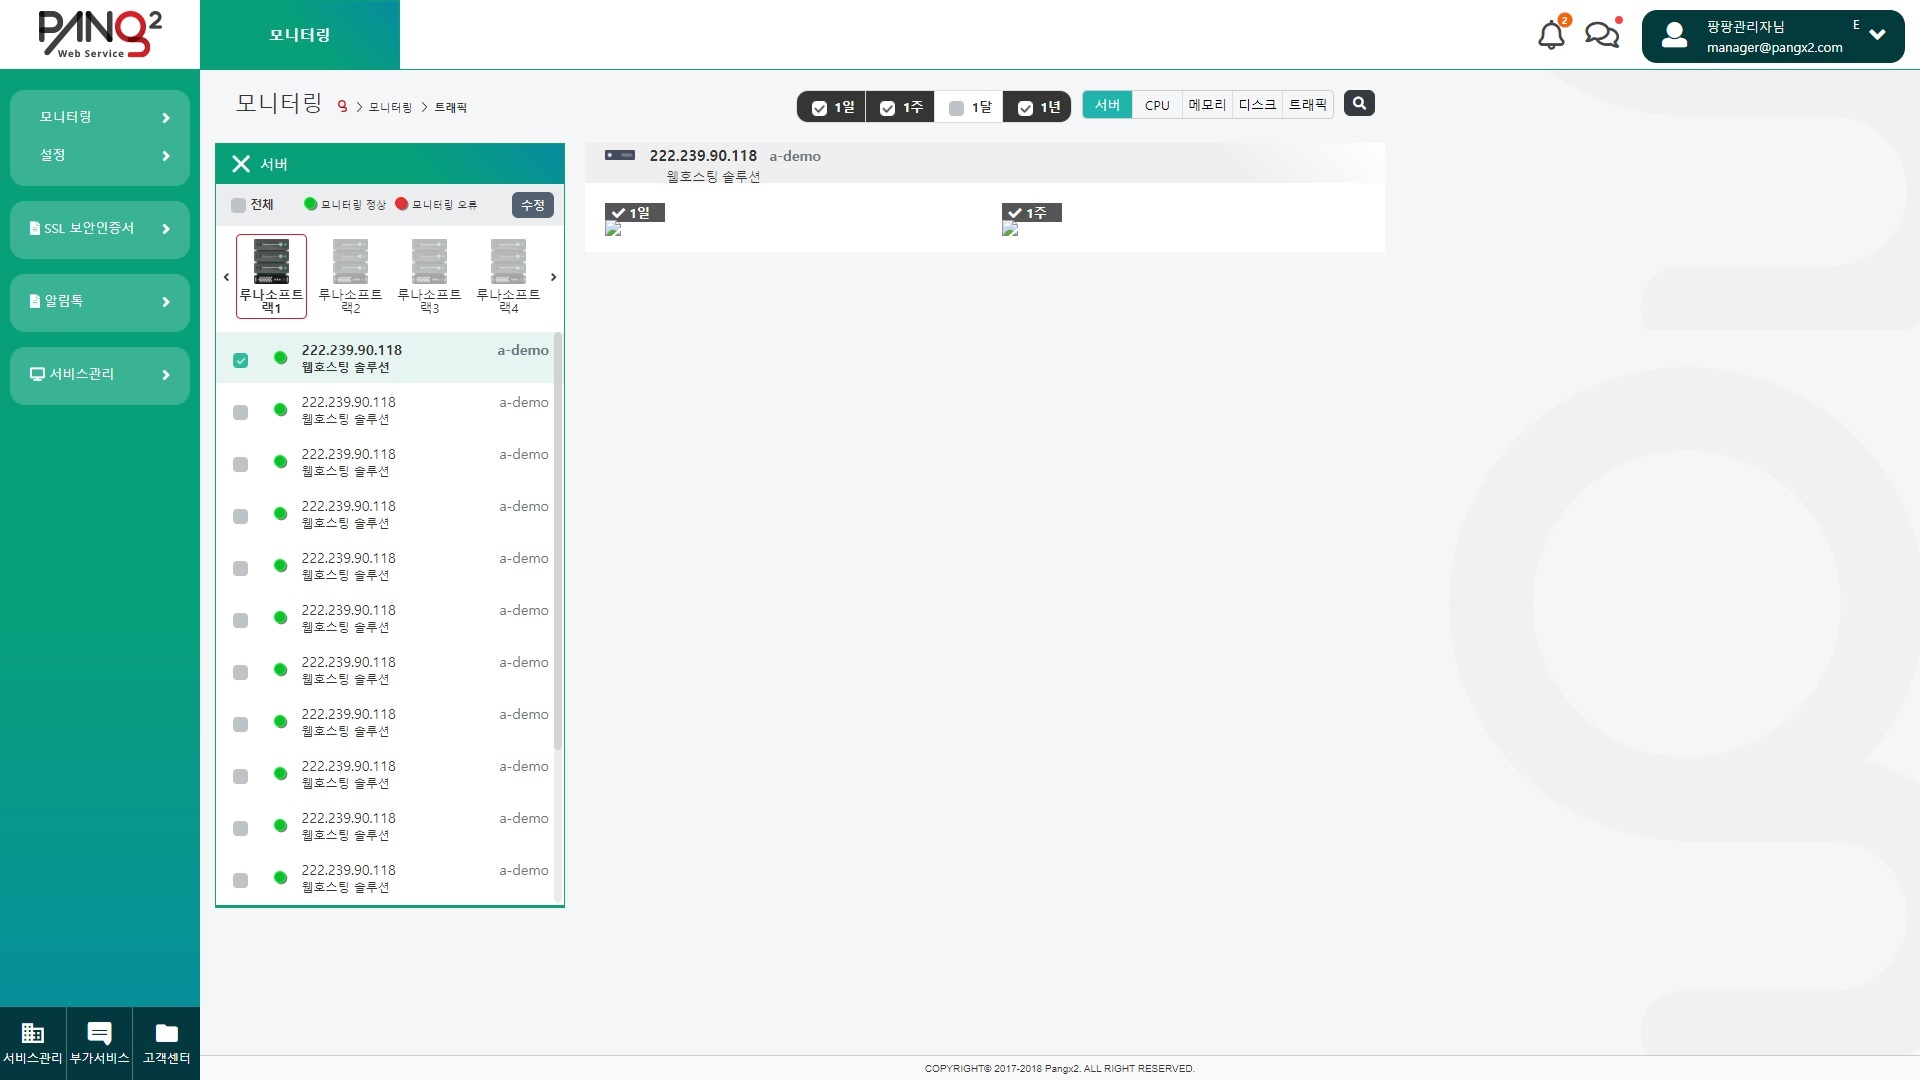 PANG2
Web Service
모니터링
2
팡팡관리자님
E
manager@pangx2.com
모니터링
설정
SSL 보안인증서
알림톡
서비스관리
서비스관리
부가서비스
고객센터
모니터링
모니터링
트래픽
1일
1주
1달
1년
서버
CPU
메모리
디스크
트래픽
서버
전체
모니터링 정상
모니터링 오류
수정
루나소프트
랙1
루나소프트
랙2
루나소프트
랙3
루나소프트
랙4
222.239.90.118 a-demo
웹호스팅 솔루션
222.239.90.118 a-demo
웹호스팅 솔루션
222.239.90.118 a-demo
웹호스팅 솔루션
222.239.90.118 a-demo
웹호스팅 솔루션
222.239.90.118 a-demo
웹호스팅 솔루션
222.239.90.118 a-demo
웹호스팅 솔루션
222.239.90.118 a-demo
웹호스팅 솔루션
222.239.90.118 a-demo
웹호스팅 솔루션
222.239.90.118 a-demo
웹호스팅 솔루션
222.239.90.118 a-demo
웹호스팅 솔루션
222.239.90.118 a-demo
웹호스팅 솔루션
222.239.90.118 a-demo
웹호스팅 솔루션
1일
1주
COPYRIGHT© 2017-2018 Pangx2. ALL RIGHT RESERVED.